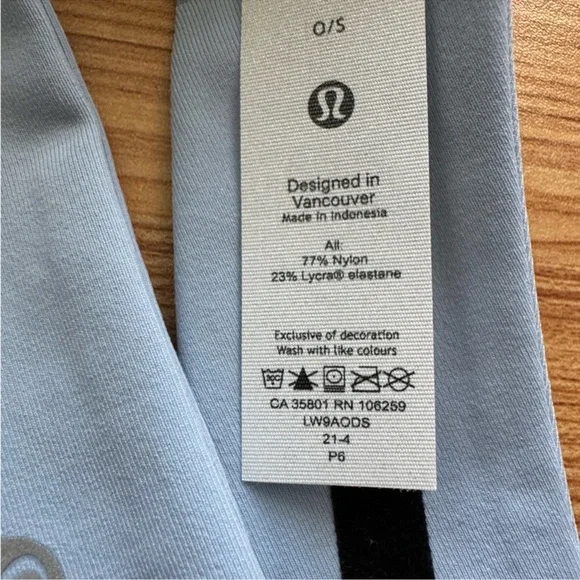 O/S
Designed in
Vancouver
Made in Indonesia
All:
77% Nylon
23% Lycra® elastane
Exclusive of decoration
Wash with like colours
30C
CA 35801 RN 106259
LW9AODS
21-4
P6